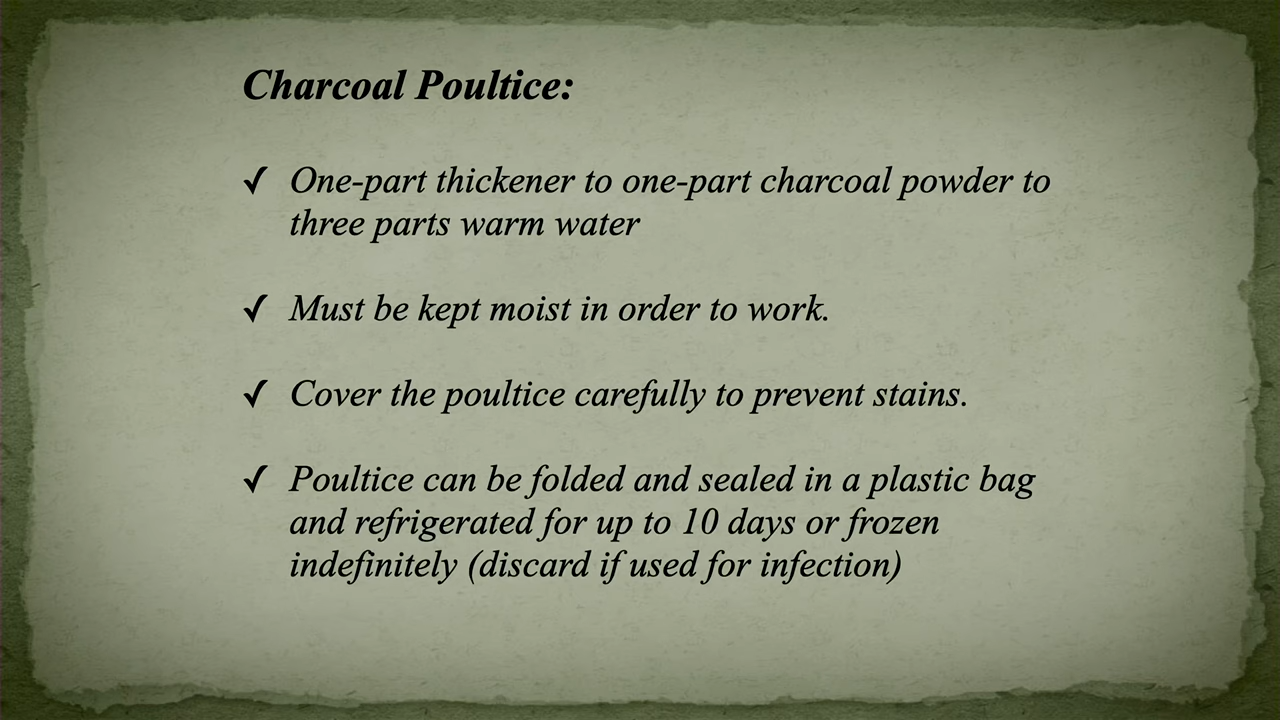 Charcoal Poultice:
✓ One-part thickener to one-part charcoal powder to
three parts warm water
✓ Must be kept moist in order to work.
✓ Cover the poultice carefully to prevent stains.
✓ Poultice can be folded and sealed in a plastic bag
and refrigerated for up to 10 days or frozen
indefinitely (discard if used for infection)